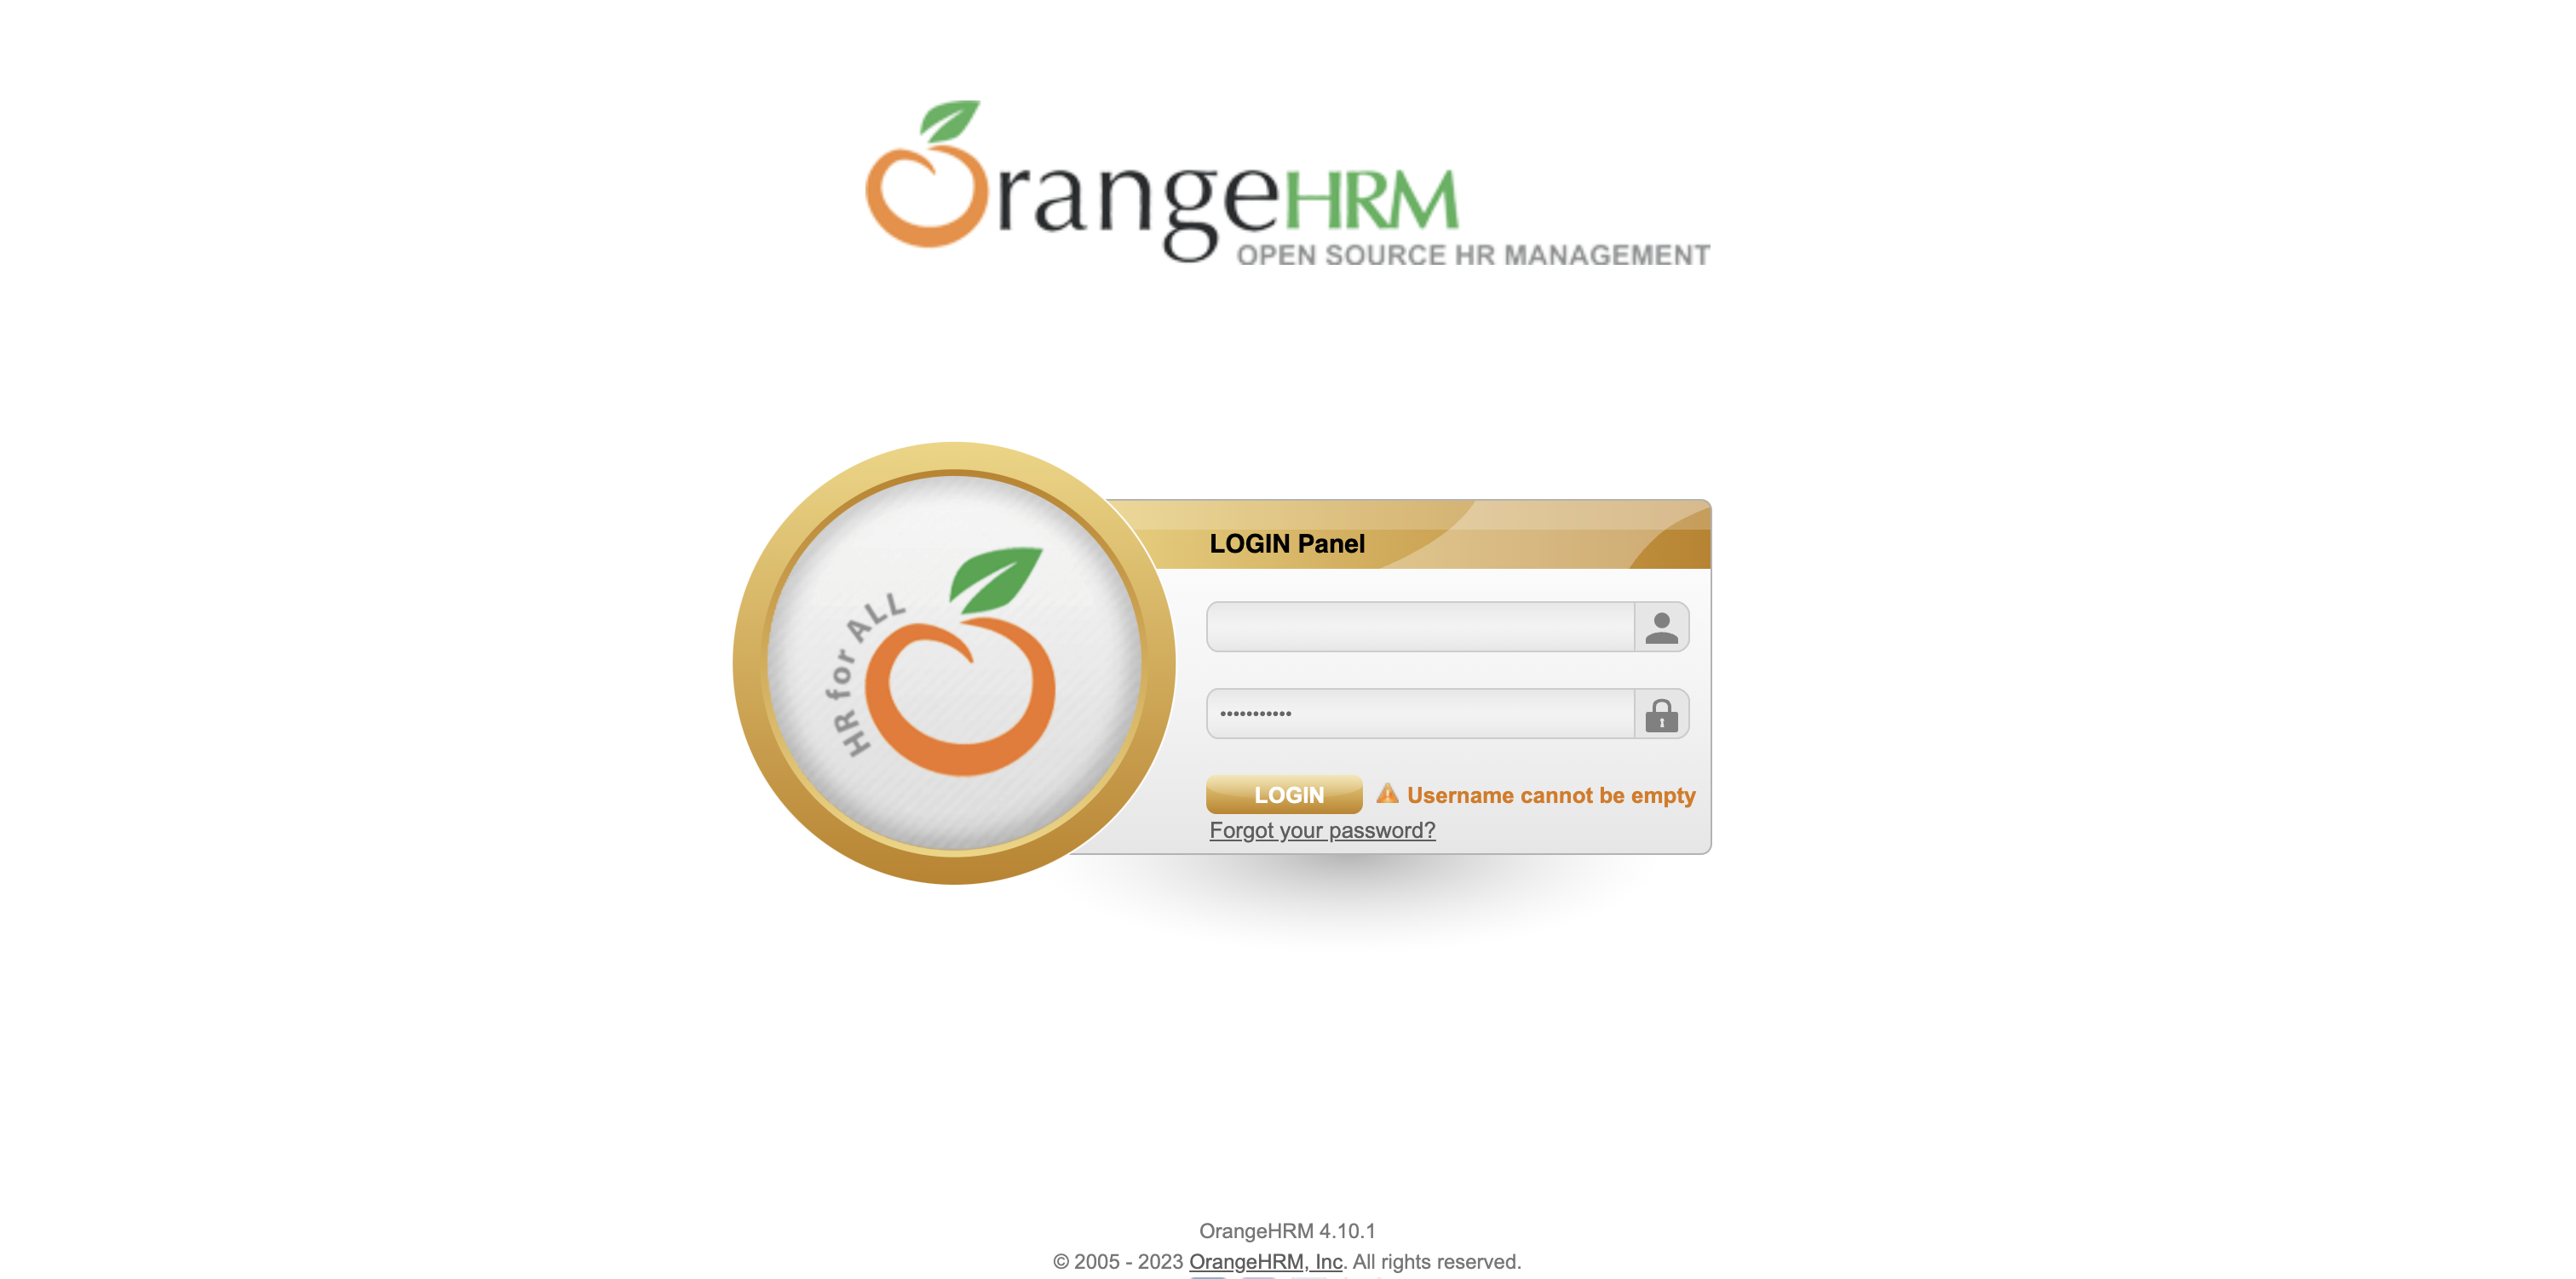 OrangeHRM
OPEN SOURCE HR MANAGEMENT
HR for ALL
LOGIN Panel
•••••••••••
LOGIN
Username cannot be empty
Forgot your password?
OrangeHRM 4.10.1
© 2005 - 2023 OrangeHRM, Inc. All rights reserved.